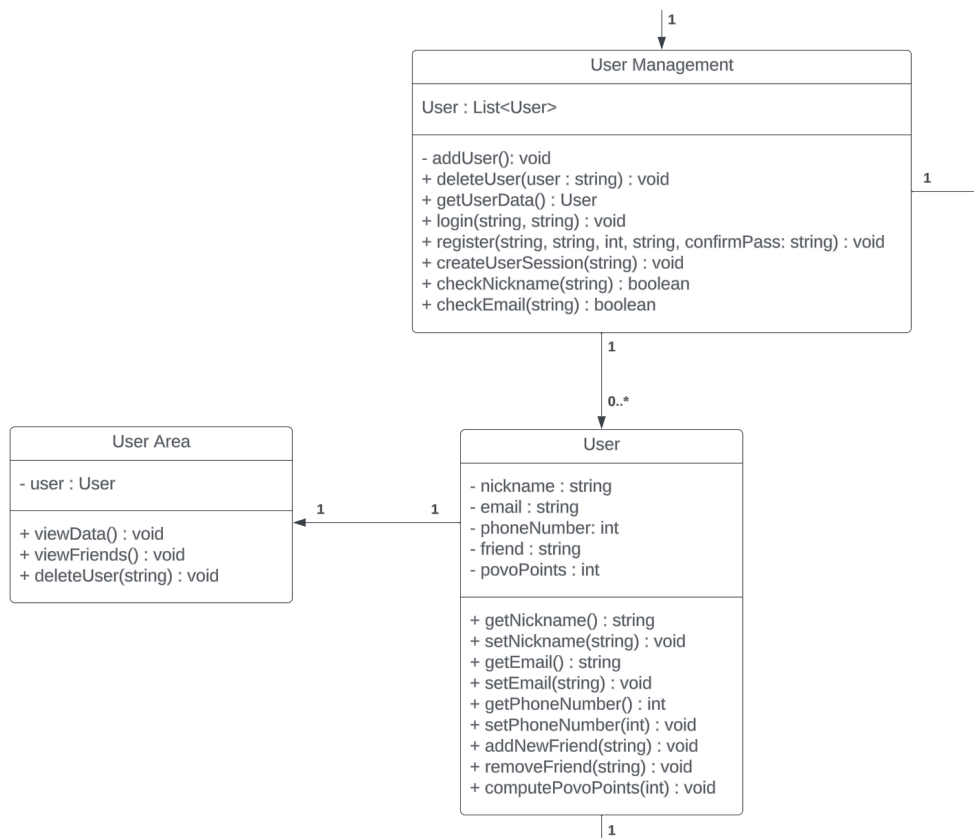 1
User Management
User : List<User>
- addUser(): void
+ deleteUser(user : string) : void
+ getUserData() : User
+ login(string, string) : void
+ register(string, string, int, string, confirmPass: string) : void
+ createUserSession(string) : void
+ checkNickname(string) : boolean
+ checkEmail(string) : boolean
1
1
0..*
User Area
- user : User
+ viewData() : void
+ viewFriends() : void
+ deleteUser(string) : void
1
1
User
- nickname : string
- email : string
- phoneNumber: int
- friend : string
- povoPoints : int
+ getNickname() : string
+ setNickname(string) : void
+ getEmail() : string
+ setEmail(string) : void
+ getPhoneNumber() : int
+ setPhoneNumber(int) : void
+ addNewFriend(string) : void
+ removeFriend(string) : void
+ computePovoPoints(int) : void
1